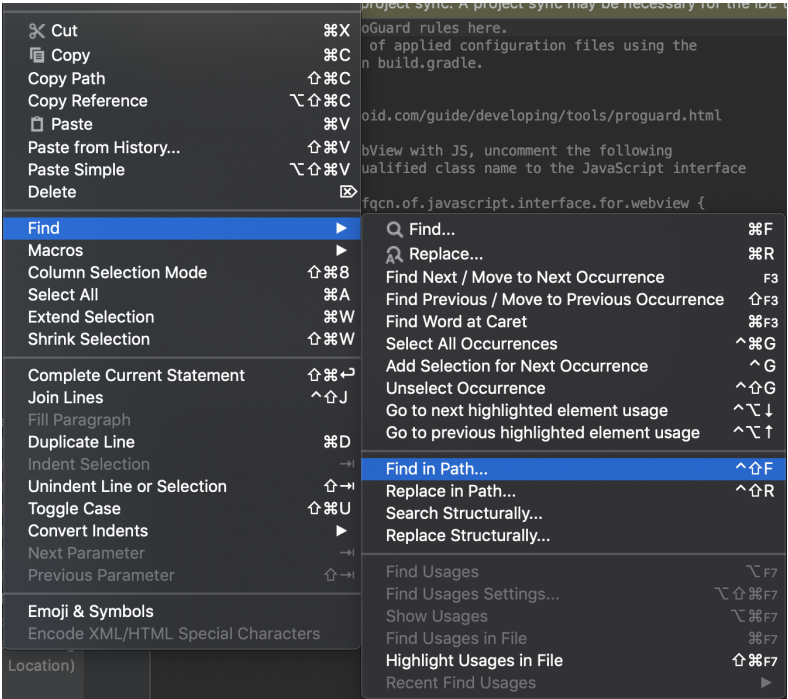 project sync. A project sync may be necessary for the IDE t
Cut ⌘X
Copy ⌘C
Copy Path ⇧⌘C
Copy Reference ⌥⇧⌘C
Paste ⌘V
Paste from History... ⇧⌘V
Paste Simple ⌥⇧⌘V
Delete ⌦
Find ▶
Macros ▶
Column Selection Mode ⇧⌘8
Select All ⌘A
Extend Selection ⌘W
Shrink Selection ⇧⌘W
Complete Current Statement ⇧⌘↩
Join Lines ^⇧J
Fill Paragraph
Duplicate Line ⌘D
Indent Selection ⇥
Unindent Line or Selection ⇧⇥
Toggle Case ⇧⌘U
Convert Indents ▶
Next Parameter ⇥
Previous Parameter ⇧⇥
Emoji & Symbols
Encode XML/HTML Special Characters
Location)
oGuard rules here.
of applied configuration files using the
n build.gradle.
oid.com/guide/developing/tools/proguard.html
bView with JS, uncomment the following
ualified class name to the JavaScript interface
fqcn.of.javascript.interface.for.webview {
Find... ⌘F
Replace... ⌘R
Find Next / Move to Next Occurrence F3
Find Previous / Move to Previous Occurrence ⇧F3
Find Word at Caret ⌘F3
Select All Occurrences ^⌘G
Add Selection for Next Occurrence ^G
Unselect Occurrence ^⇧G
Go to next highlighted element usage ^⌥↓
Go to previous highlighted element usage ^⌥↑
Find in Path... ^⇧F
Replace in Path... ^⇧R
Search Structurally...
Replace Structurally...
Find Usages ⌥F7
Find Usages Settings... ⌥⇧⌘F7
Show Usages ⌥⌘F7
Find Usages in File ⌘F7
Highlight Usages in File ⇧⌘F7
Recent Find Usages ▶